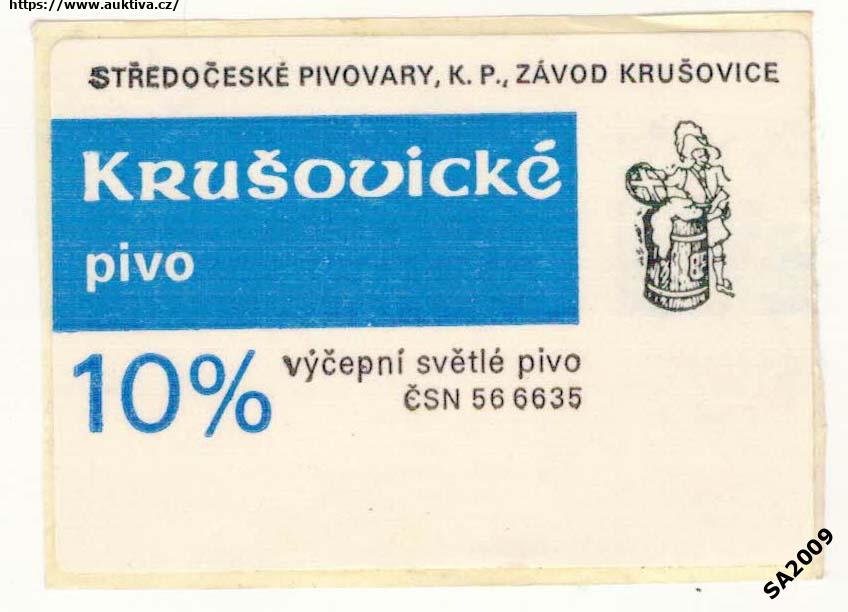 https://www.auktiva.cz/
STŘEDOČESKÉ PIVOVARY, K. P., ZÁVOD KRUŠOVICE
Krušovické
pivo
10% výčepní světlé pivo
ČSN 56 6635
SA2009